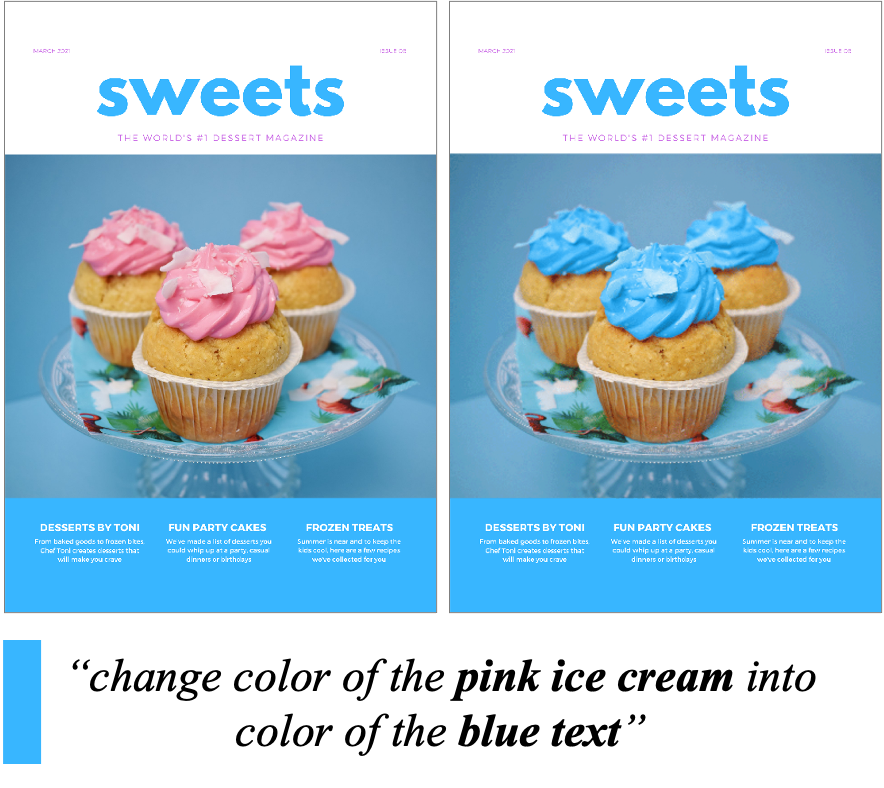 MARCH 2021
ISSUE 05
sweets
THE WORLD'S #1 DESSERT MAGAZINE
DESSERTS BY TONI
From baked goods to frozen bites,
Chef Toni creates desserts that
will make you crave
FUN PARTY CAKES
We've made a list of desserts you
could whip up at a party, casual
dinners or birthdays
FROZEN TREATS
Summer is near and to keep the
kids cool, here are a few recipes
we've collected for you
MARCH 2021
ISSUE 05
sweets
THE WORLD'S #1 DESSERT MAGAZINE
DESSERTS BY TONI
From baked goods to frozen bites,
Chef Toni creates desserts that
will make you crave
FUN PARTY CAKES
We've made a list of desserts you
could whip up at a party, casual
dinners or birthdays
FROZEN TREATS
Summer is near and to keep the
kids cool, here are a few recipes
we've collected for you
“change color of the pink ice cream into
color of the blue text”